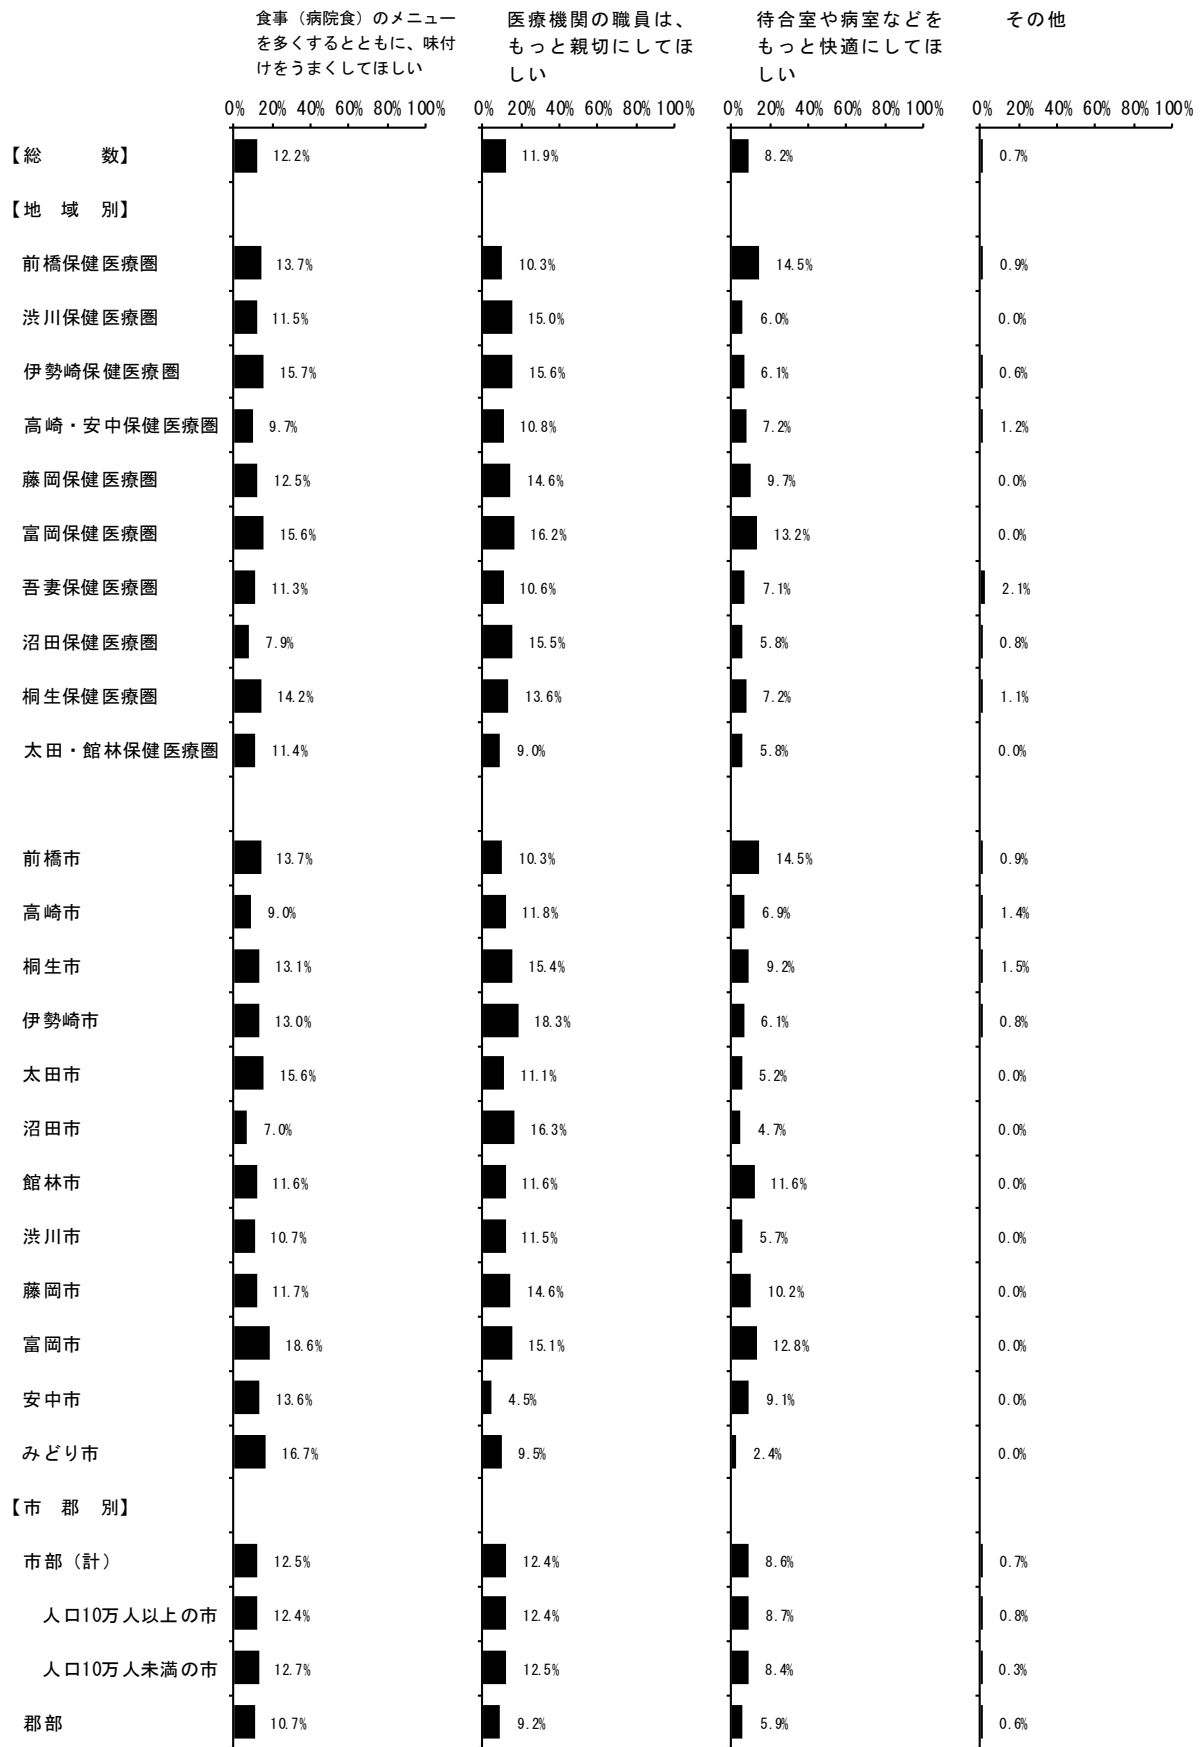 食事（病院食）のメニュー
を多くするとともに、味付
けをうまくしてほしい
医療機関の職員は、
もっと親切にしてほ
しい
待合室や病室などを
もっと快適にしてほ
しい
その他
0% 20% 40% 60% 80% 100% 0% 20% 40% 60% 80% 100% 0% 20% 40% 60% 80% 100% 0% 20% 40% 60% 80% 100%
【総　　数】 12.2% 11.9% 8.2% 0.7%
【地　域　別】
前橋保健医療圏 13.7% 10.3% 14.5% 0.9%
渋川保健医療圏 11.5% 15.0% 6.0% 0.0%
伊勢崎保健医療圏 15.7% 15.6% 6.1% 0.6%
高崎・安中保健医療圏 9.7% 10.8% 7.2% 1.2%
藤岡保健医療圏 12.5% 14.6% 9.7% 0.0%
富岡保健医療圏 15.6% 16.2% 13.2% 0.0%
吾妻保健医療圏 11.3% 10.6% 7.1% 2.1%
沼田保健医療圏 7.9% 15.5% 5.8% 0.8%
桐生保健医療圏 14.2% 13.6% 7.2% 1.1%
太田・館林保健医療圏 11.4% 9.0% 5.8% 0.0%
前橋市 13.7% 10.3% 14.5% 0.9%
高崎市 9.0% 11.8% 6.9% 1.4%
桐生市 13.1% 15.4% 9.2% 1.5%
伊勢崎市 13.0% 18.3% 6.1% 0.8%
太田市 15.6% 11.1% 5.2% 0.0%
沼田市 7.0% 16.3% 4.7% 0.0%
館林市 11.6% 11.6% 11.6% 0.0%
渋川市 10.7% 11.5% 5.7% 0.0%
藤岡市 11.7% 14.6% 10.2% 0.0%
富岡市 18.6% 15.1% 12.8% 0.0%
安中市 13.6% 4.5% 9.1% 0.0%
みどり市 16.7% 9.5% 2.4% 0.0%
【市　郡　別】
市部（計） 12.5% 12.4% 8.6% 0.7%
人口10万人以上の市 12.4% 12.4% 8.7% 0.8%
人口10万人未満の市 12.7% 12.5% 8.4% 0.3%
郡部 10.7% 9.2% 5.9% 0.6%